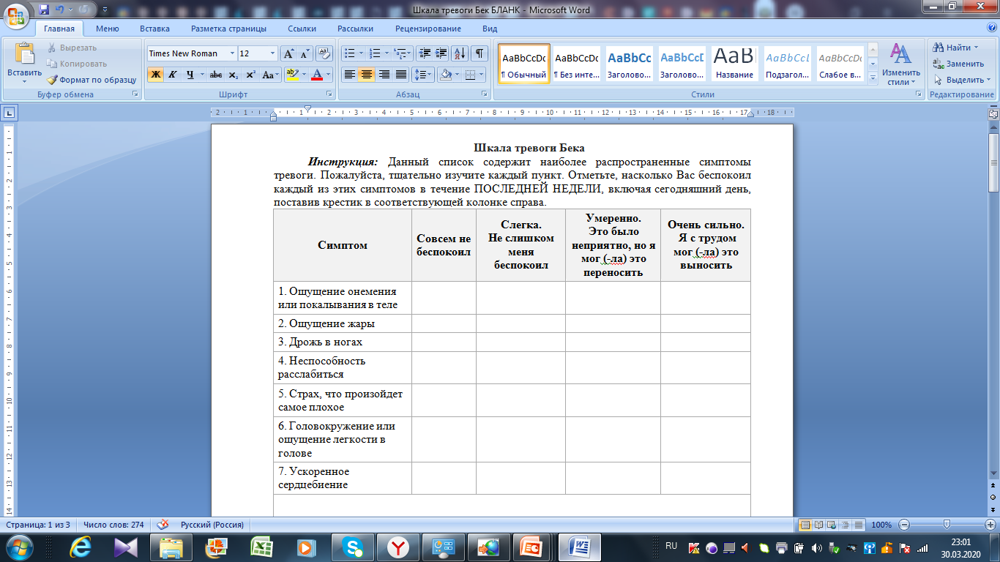 Шкала тревоги Бек БЛАНК - Microsoft Word
Главная Меню Вставка Разметка страницы Ссылки Рассылки Рецензирование Вид
Вставить
Вырезать
Копировать
Формат по образцу
Буфер обмена
Times New Roman 12
Ж К Ч abc x₂ x² Aa
Шрифт
Абзац
AaBbCcDc AaBbCcDc AaBbCc AaBbCcD AaB AaBbCcL AaBbCcDc
¶ Обычный ¶ Без инте... Заголово... Заголово... Название Подзагол... Слабое в...
Изменить
стили
Стили
Найти
Заменить
Выделить
Редактирование
2 1 1 2 3 4 5 6 7 8 9 10 11 12 13 14 15 16 17 18
Шкала тревоги Бека
Инструкция: Данный список содержит наиболее распространенные симптомы
тревоги. Пожалуйста, тщательно изучите каждый пункт. Отметьте, насколько Вас беспокоил
каждый из этих симптомов в течение ПОСЛЕДНЕЙ НЕДЕЛИ, включая сегодняшний день,
поставив крестик в соответствующей колонке справа.
Симптом
Совсем не
беспокоил
Слегка.
Не слишком
меня
беспокоил
Умеренно.
Это было
неприятно, но я
мог (-ла) это
переносить
Очень сильно.
Я с трудом
мог (-ла) это
выносить
1. Ощущение онемения
или покалывания в теле
2. Ощущение жары
3. Дрожь в ногах
4. Неспособность
расслабиться
5. Страх, что произойдет
самое плохое
6. Головокружение или
ощущение легкости в
голове
7. Ускоренное
сердцебиение
Страница: 1 из 3 Число слов: 274 Русский (Россия) 100%
RU
23:01
30.03.2020